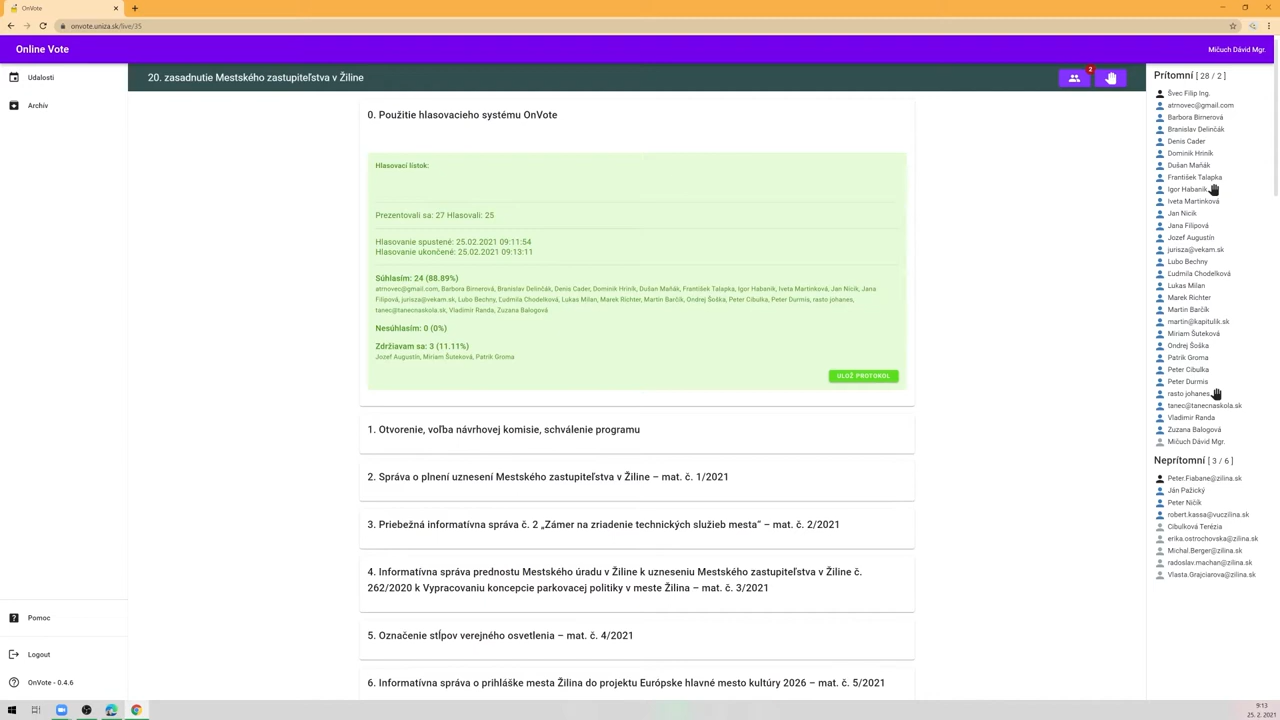 OnVote
onvote.uniza.sk/live/35
Online Vote
Mičuch Dávid Mgr.
Udalosti
Archív
20. zasadnutie Mestského zastupiteľstva v Žiline
2
0. Použitie hlasovacieho systému OnVote
Hlasovací lístok:
Prezentovali sa: 27 Hlasovali: 25
Hlasovanie spustené: 25.02.2021 09:11:54
Hlasovanie ukončené: 25.02.2021 09:13:11
Súhlasím: 24 (88.89%)
atrnovec@gmail.com, Barbora Birnerová, Branislav Delinčák, Denis Cader, Dominik Hriník, Dušan Maňák, František Talapka, Igor Habanik, Iveta Martinková, Jan Nicik, Jana
Filipová, jurisza@vekam.sk, Lubo Bechny, Ľudmila Chodelková, Lukas Milan, Marek Richter, Martin Barčík, Ondrej Šoška, Peter Cibulka, Peter Durmis, rasto johanes,
tanec@tanecnaskola.sk, Vladimir Randa, Zuzana Balogová
Nesúhlasím: 0 (0%)
Zdržiavam sa: 3 (11.11%)
Jozef Augustín, Miriam Šuteková, Patrik Groma
ULOŽ PROTOKOL
1. Otvorenie, voľba návrhovej komisie, schválenie programu
2. Správa o plnení uznesení Mestského zastupiteľstva v Žiline – mat. č. 1/2021
3. Priebežná informatívna správa č. 2 „Zámer na zriadenie technických služieb mesta“ – mat. č. 2/2021
4. Informatívna správa prednostu Mestského úradu v Žiline k uzneseniu Mestského zastupiteľstva v Žiline č.
262/2020 k Vypracovaniu koncepcie parkovacej politiky v meste Žilina – mat. č. 3/2021
5. Označenie stĺpov verejného osvetlenia – mat. č. 4/2021
6. Informatívna správa o prihláške mesta Žilina do projektu Európske hlavné mesto kultúry 2026 – mat. č. 5/2021
Prítomní [ 28 / 2 ]
Švec Filip Ing.
atrnovec@gmail.com
Barbora Birnerová
Branislav Delinčák
Denis Cader
Dominik Hriník
Dušan Maňák
František Talapka
Igor Habanik
Iveta Martinková
Jan Nicik
Jana Filipová
Jozef Augustín
jurisza@vekam.sk
Lubo Bechny
Ľudmila Chodelková
Lukas Milan
Marek Richter
Martin Barčík
martin@kapitulik.sk
Miriam Šuteková
Ondrej Šoška
Patrik Groma
Peter Cibulka
Peter Durmis
rasto johanes
tanec@tanecnaskola.sk
Vladimir Randa
Zuzana Balogová
Mičuch Dávid Mgr.
Neprítomní [ 3 / 6 ]
Peter.Fiabane@zilina.sk
Ján Pažický
Peter Ničík
robert.kassa@vuczilina.sk
Cibulková Terézia
erika.ostrochovska@zilina.sk
Michal.Berger@zilina.sk
radoslav.machan@zilina.sk
Vlasta.Grajciarova@zilina.sk
Pomoc
Logout
OnVote - 0.4.6
9:13
25. 2. 2021